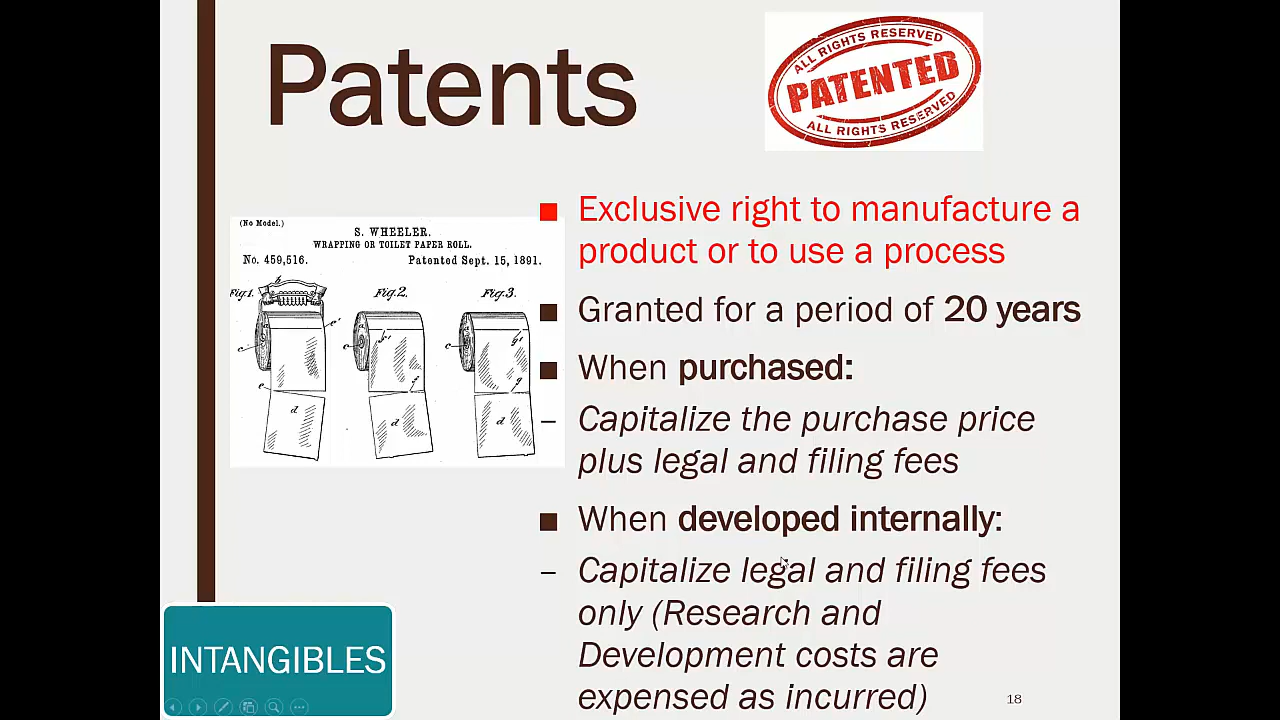 Patents
ALL RIGHTS RESERVED
PATENTED
ALL RIGHTS RESERVED
(No Model.)
S. WHEELER.
WRAPPING OR TOILET PAPER ROLL.
No. 459,516.
Patented Sept. 15, 1891.
Fig.1.
Fig.2.
Fig.3.
c
c
c
e
d
d
d
Exclusive right to manufacture a
product or to use a process
Granted for a period of 20 years
When purchased:
– Capitalize the purchase price
plus legal and filing fees
When developed internally:
– Capitalize legal and filing fees
only (Research and
Development costs are
expensed as incurred)
INTANGIBLES
18